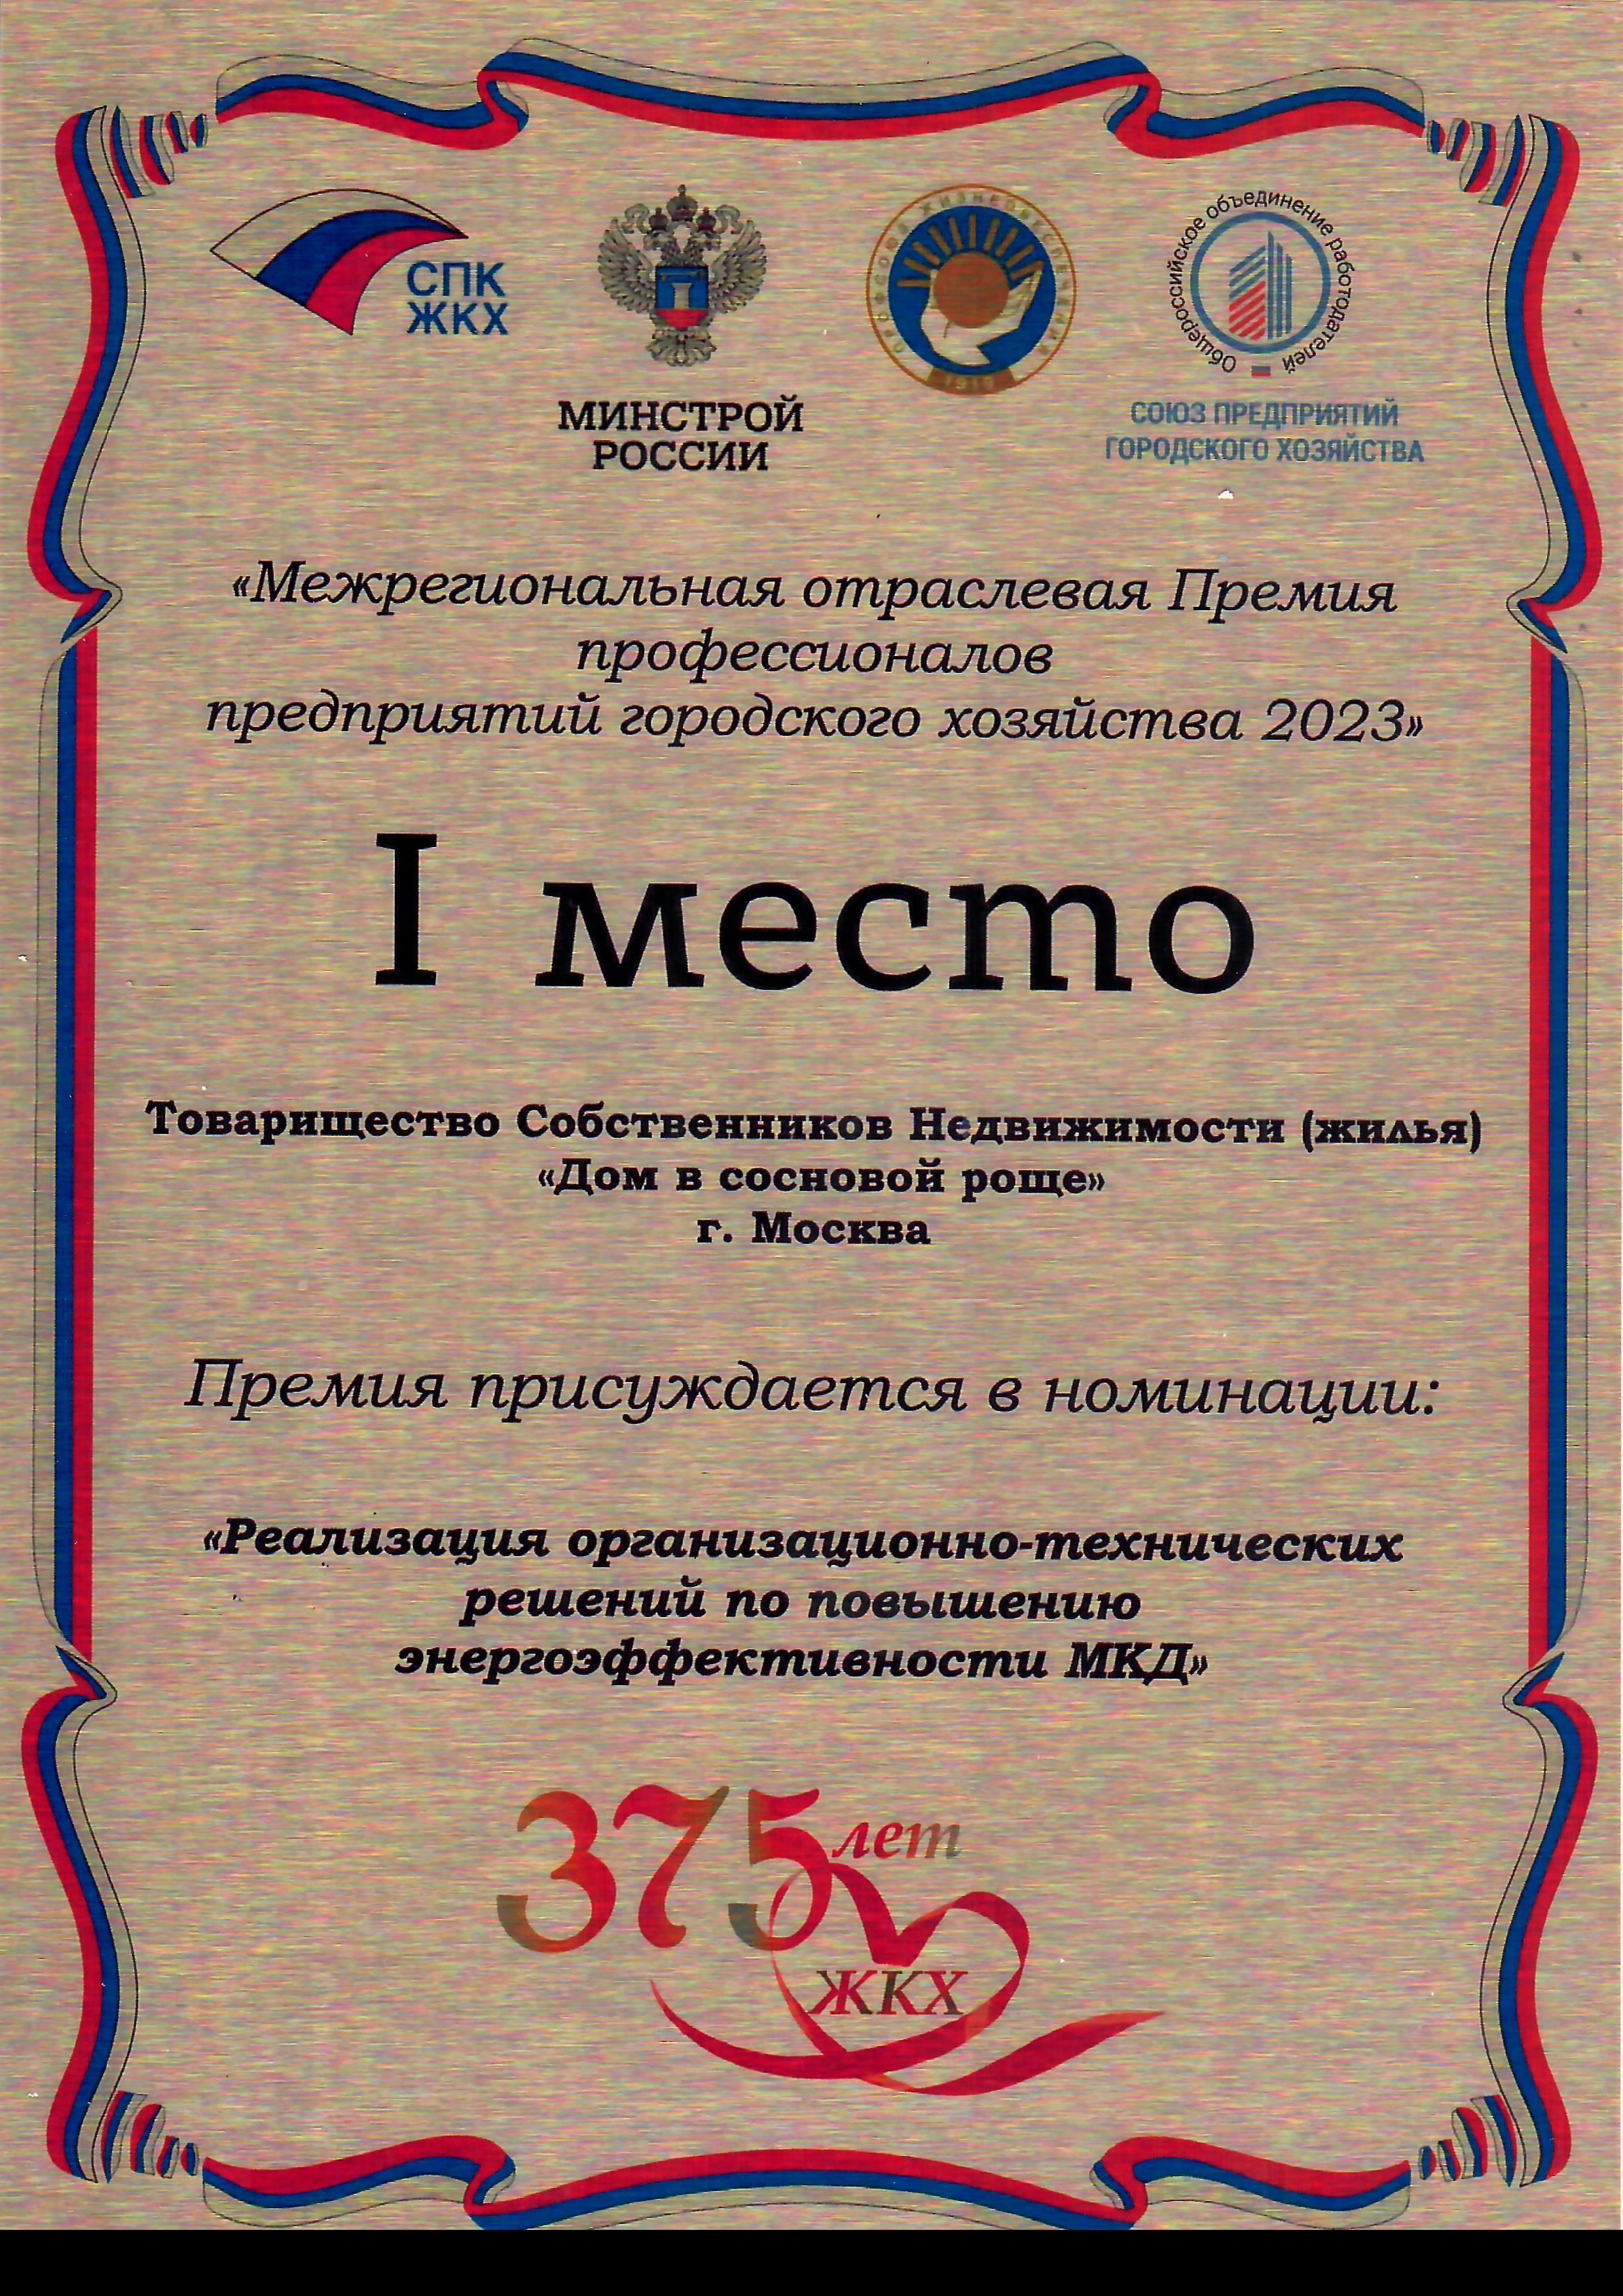 СПК
ЖКХ
МИНСТРОЙ
РОССИИ
ПРОФСОЮЗ ЖИЗНЕОБЕСПЕЧЕНИЯ
Общероссийское объединение работодателей
СОЮЗ ПРЕДПРИЯТИЙ
ГОРОДСКОГО ХОЗЯЙСТВА
«Межрегиональная отраслевая Премия
профессионалов
предприятий городского хозяйства 2023»
I место
Товарищество Собственников Недвижимости (жилья)
«Дом в сосновой роще»
г. Москва
Премия присуждается в номинации:
«Реализация организационно-технических
решений по повышению
энергоэффективности МКД»
375 лет
ЖКХ